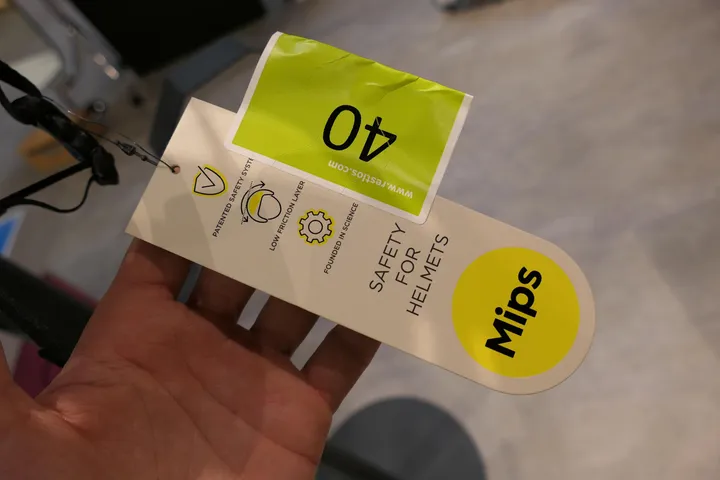 40
www.restlos.com
PATENTED SAFETY SYST
LOW FRICTION LAYER
FOUNDED IN SCIENCE
SAFETY
FOR
HELMETS
Mips